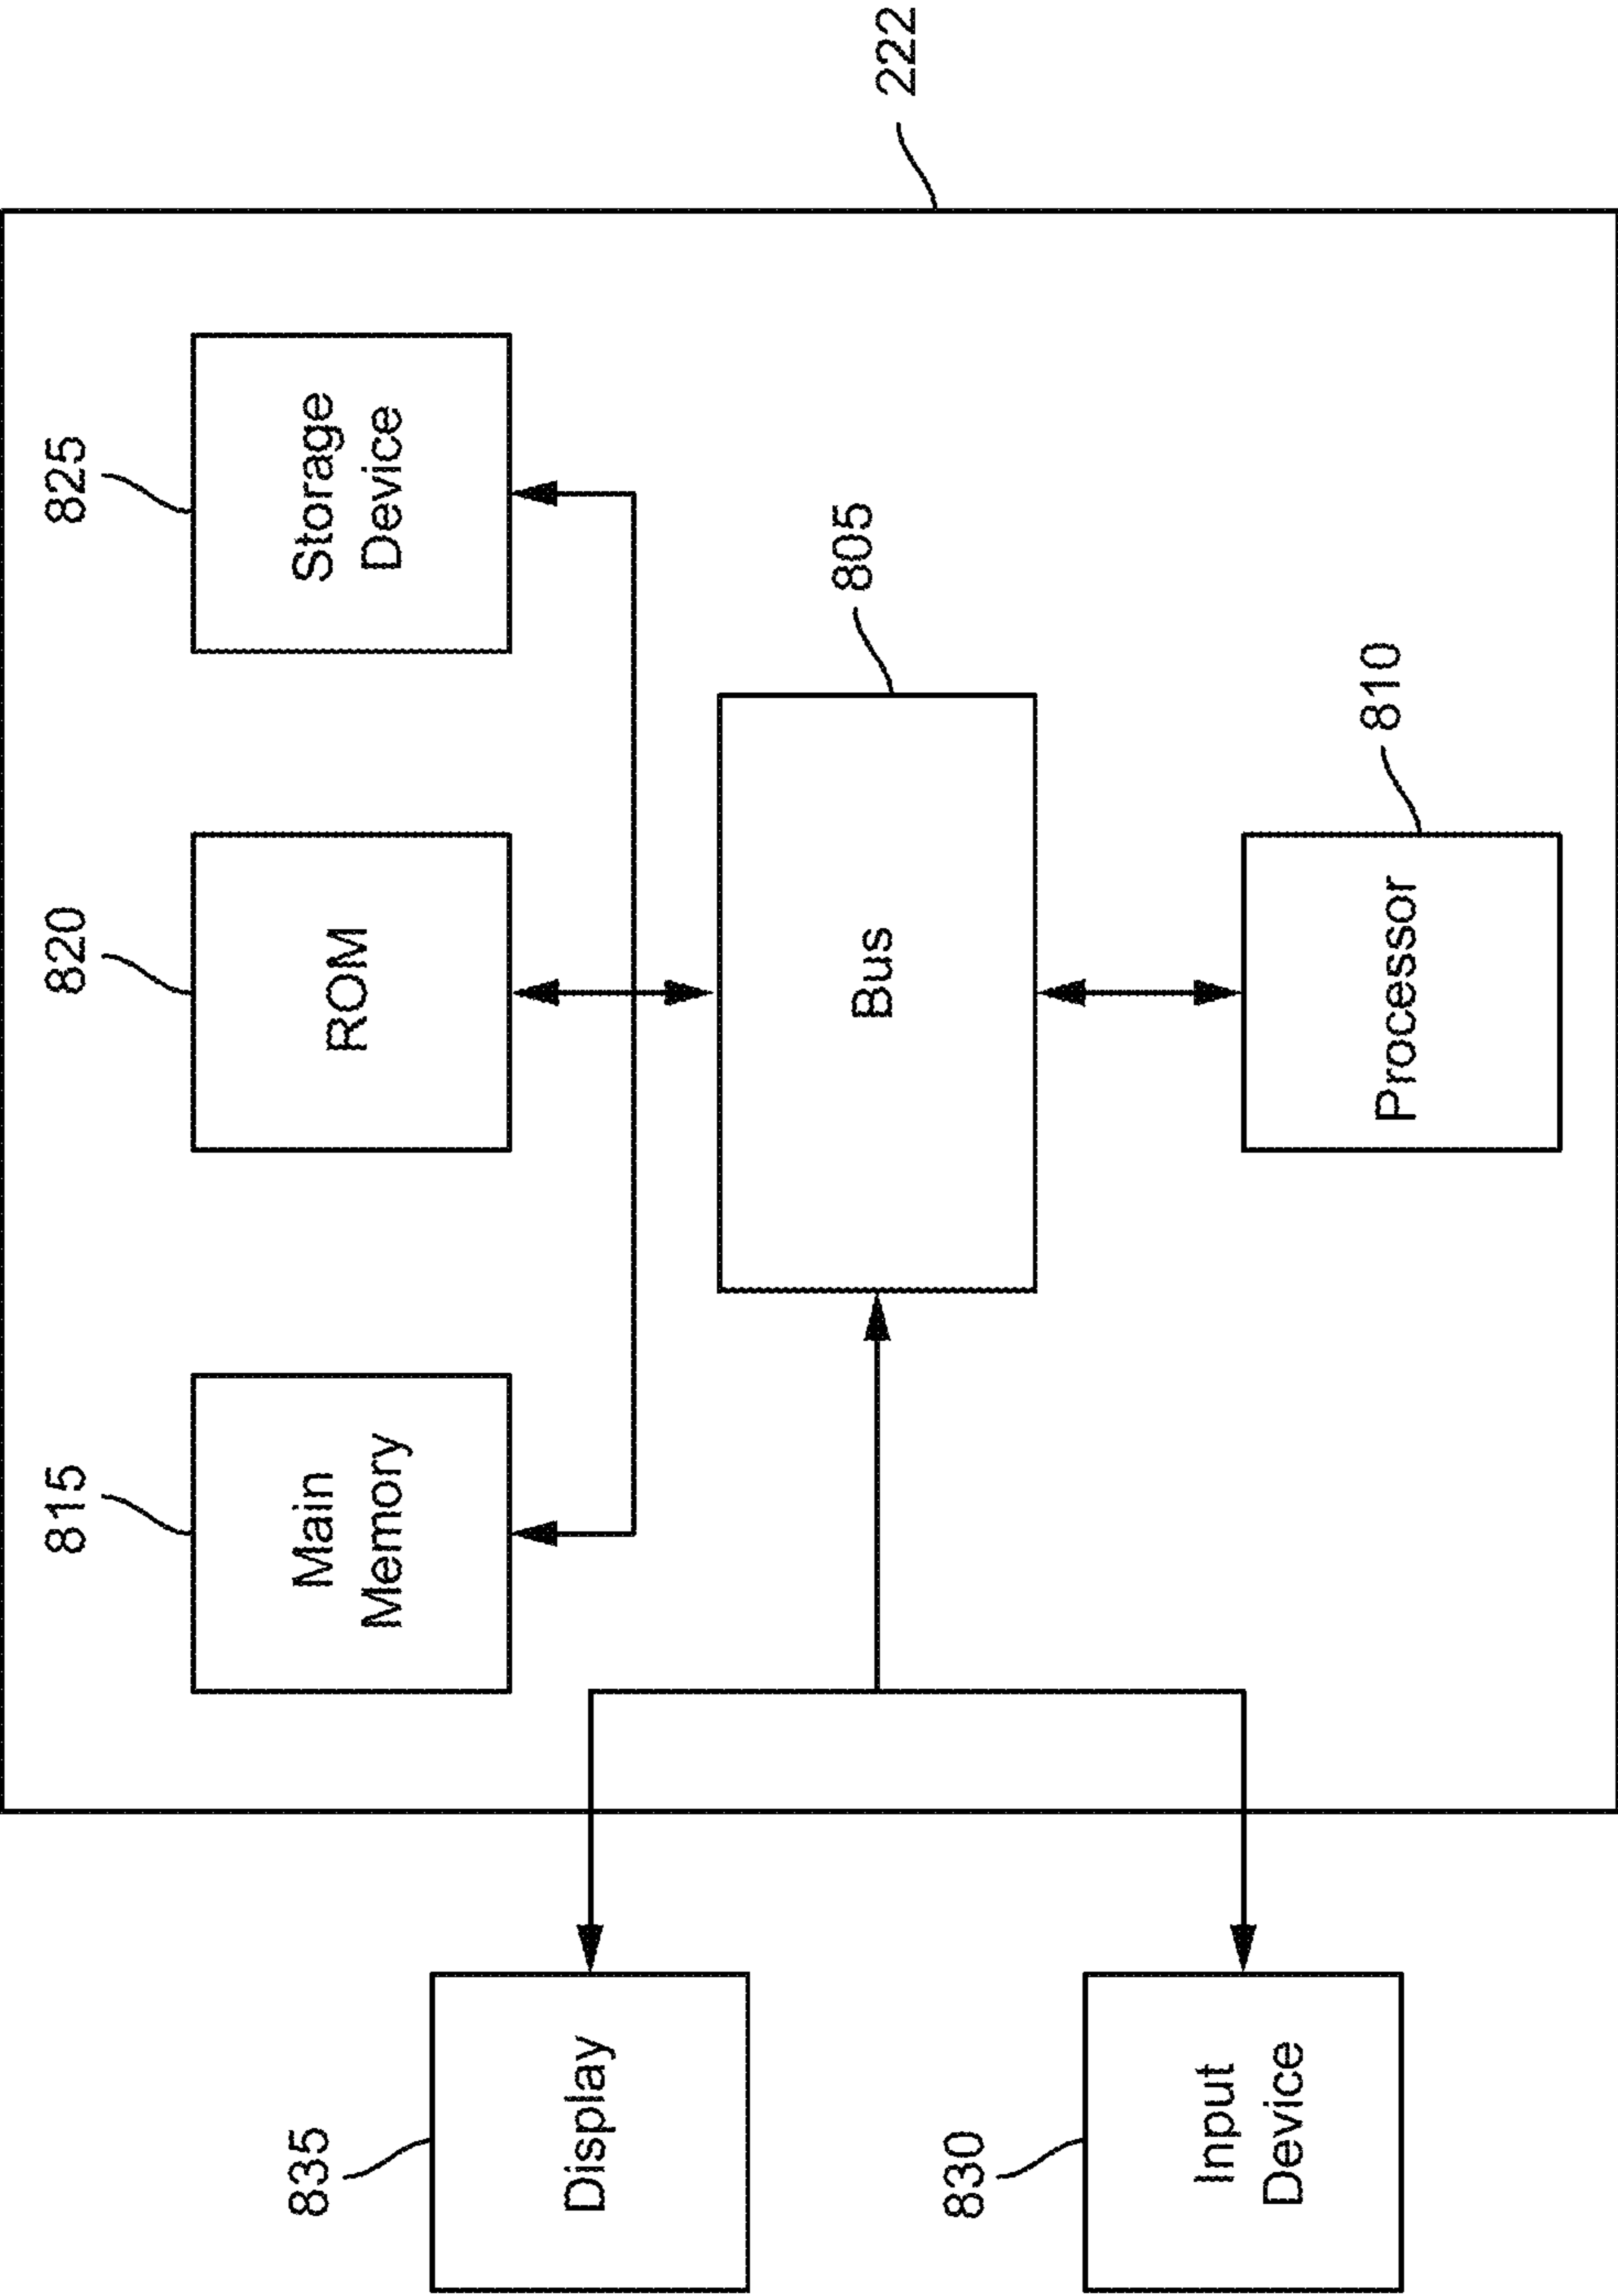 815
820
825
Main
Memory
ROM
Storage
Device
835
Display
Bus
805
222
830
Input
Device
Processor
810